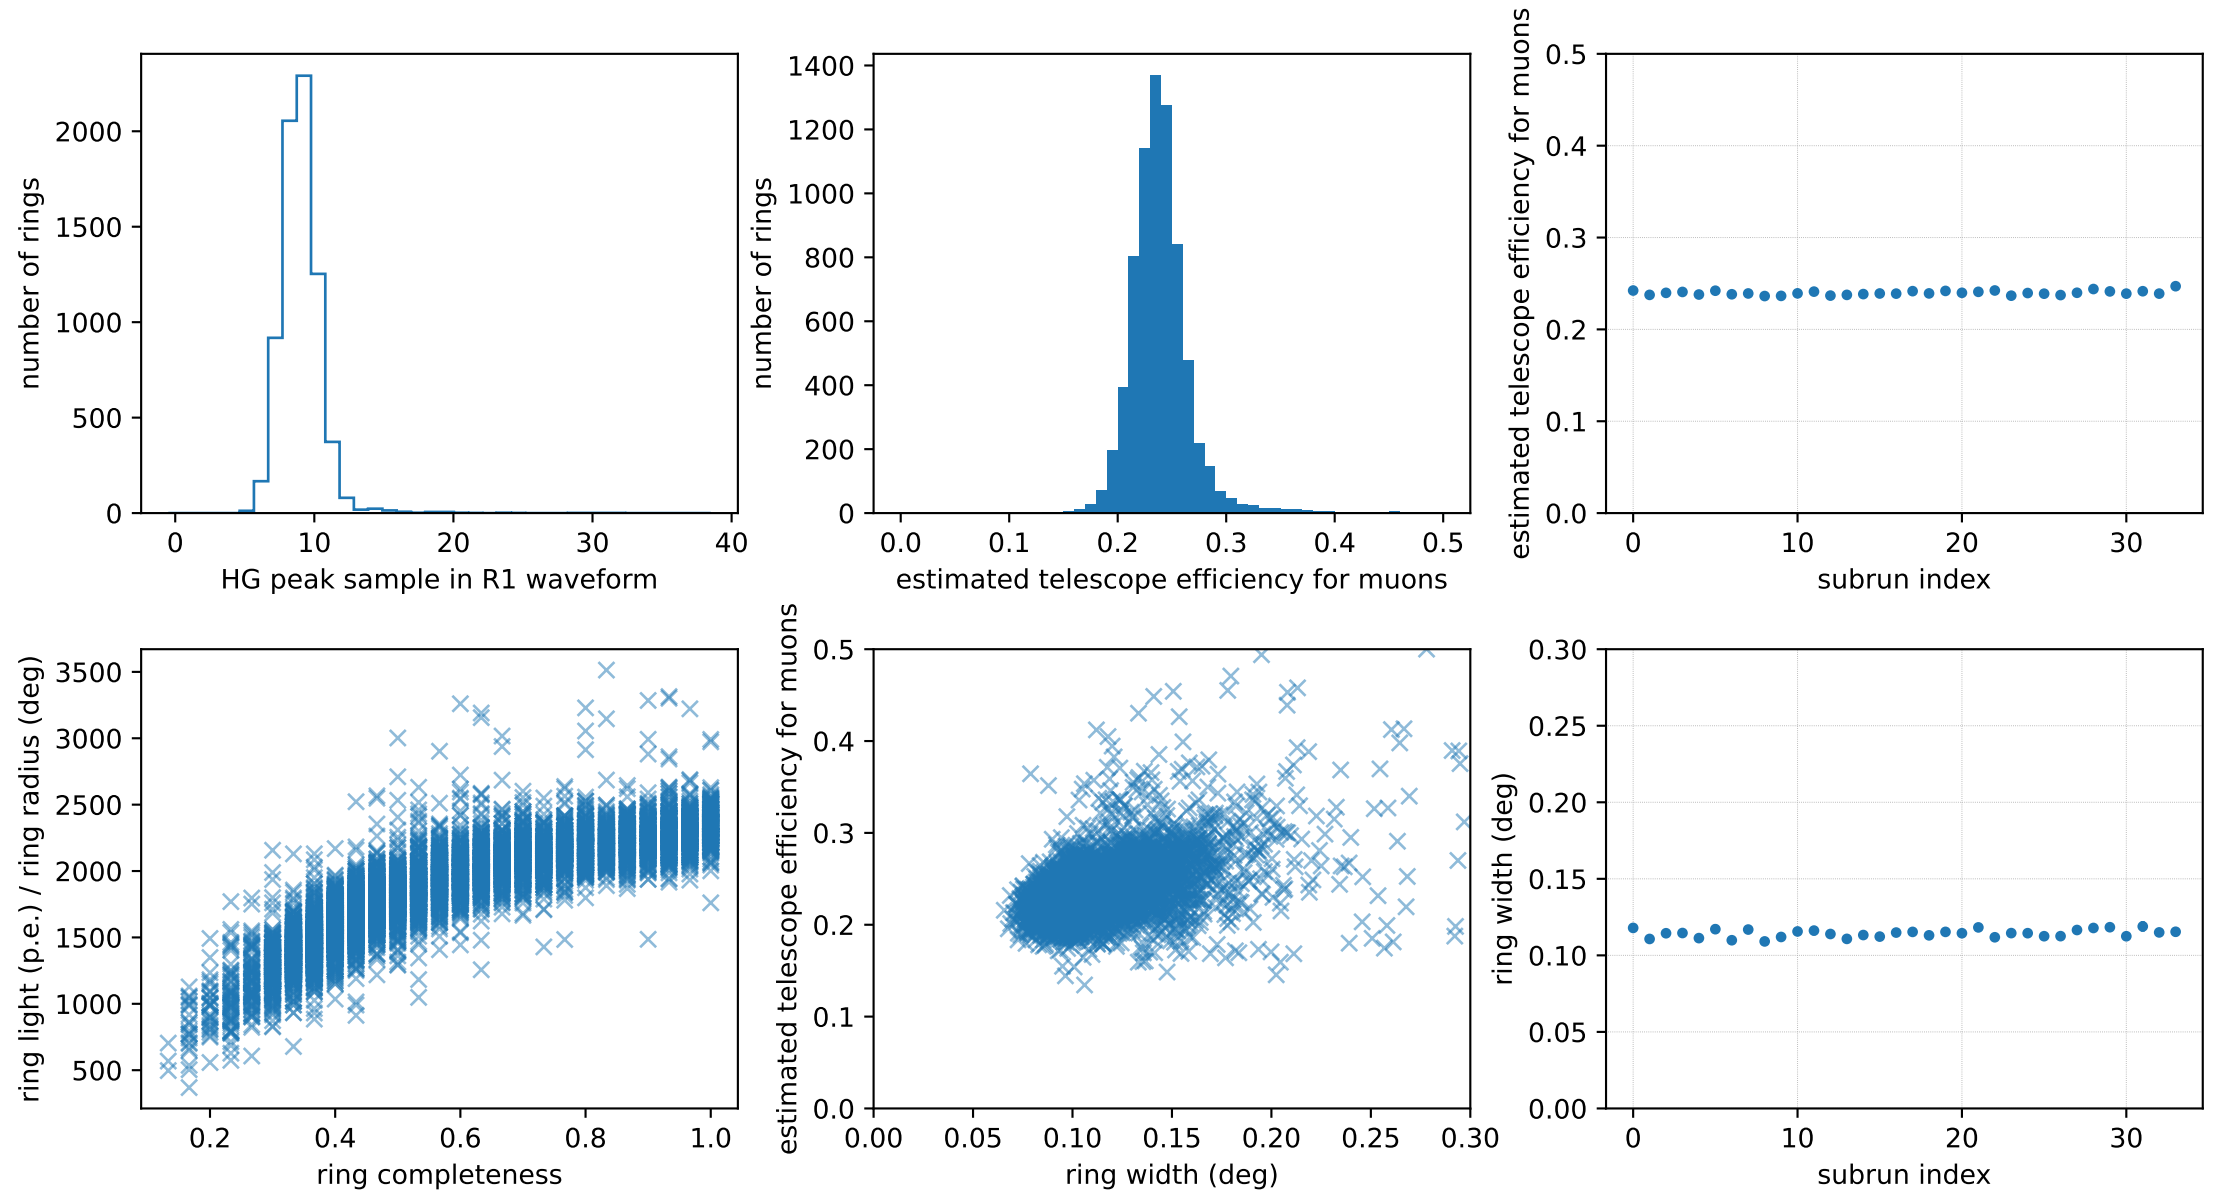 number of rings
2000
1500
1000
500
0
0 10 20 30 40
HG peak sample in R1 waveform
number of rings
1400
1200
1000
800
600
400
200
0
0.0 0.1 0.2 0.3 0.4 0.5
estimated telescope efficiency for muons
estimated telescope efficiency for muons
0.5
0.4
0.3
0.2
0.1
0.0
0 10 20 30
subrun index
ring light (p.e.) / ring radius (deg)
3500
3000
2500
2000
1500
1000
500
0.2 0.4 0.6 0.8 1.0
ring completeness
estimated telescope efficiency for muons
0.5
0.4
0.3
0.2
0.1
0.0
0.00 0.05 0.10 0.15 0.20 0.25 0.30
ring width (deg)
ring width (deg)
0.30
0.25
0.20
0.15
0.10
0.05
0.00
0 10 20 30
subrun index